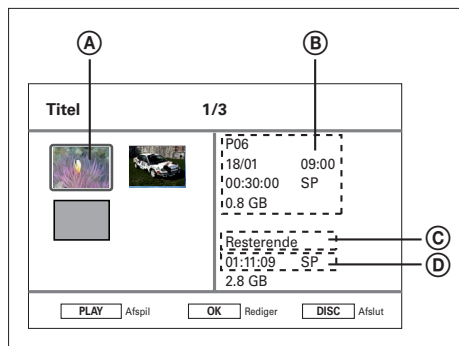 A
B
Titel 1/3
P06
18/01 09:00
00:30:00 SP
0.8 GB
Resterende
C
01:11:09 SP
D
2.8 GB
PLAY Afspil OK Rediger DISC Afslut